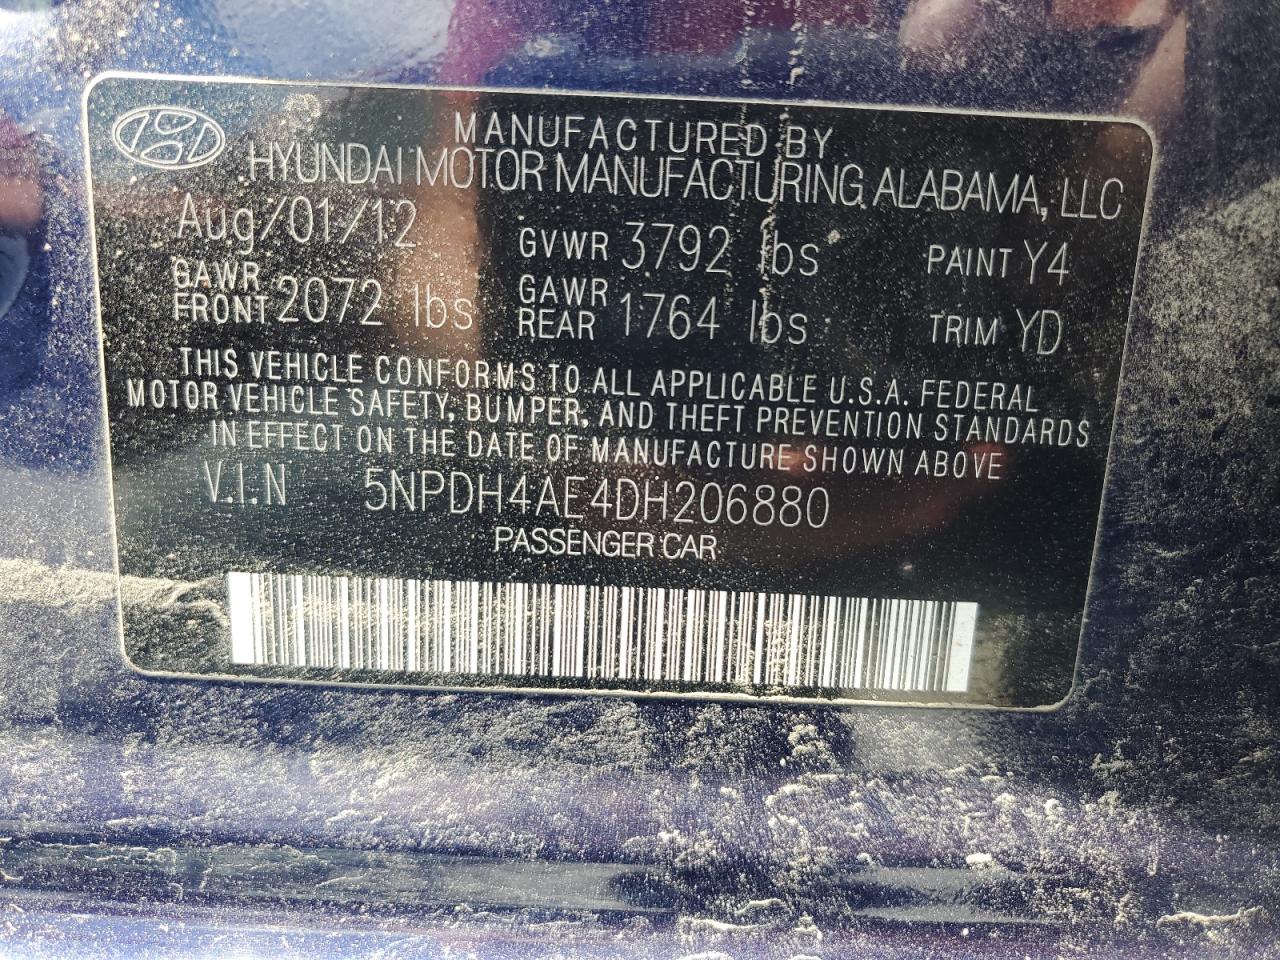 MANUFACTURED BY
HYUNDAI MOTOR MANUFACTURING ALABAMA, LLC
Aug/01/12 GVWR 3792 lbs PAINT Y4
GAWR FRONT 2072 lbs GAWR REAR 1764 lbs TRIM YD
THIS VEHICLE CONFORMS TO ALL APPLICABLE U.S.A. FEDERAL
MOTOR VEHICLE SAFETY, BUMPER, AND THEFT PREVENTION STANDARDS
IN EFFECT ON THE DATE OF MANUFACTURE SHOWN ABOVE
V.I.N 5NPDH4AE4DH206880
PASSENGER CAR